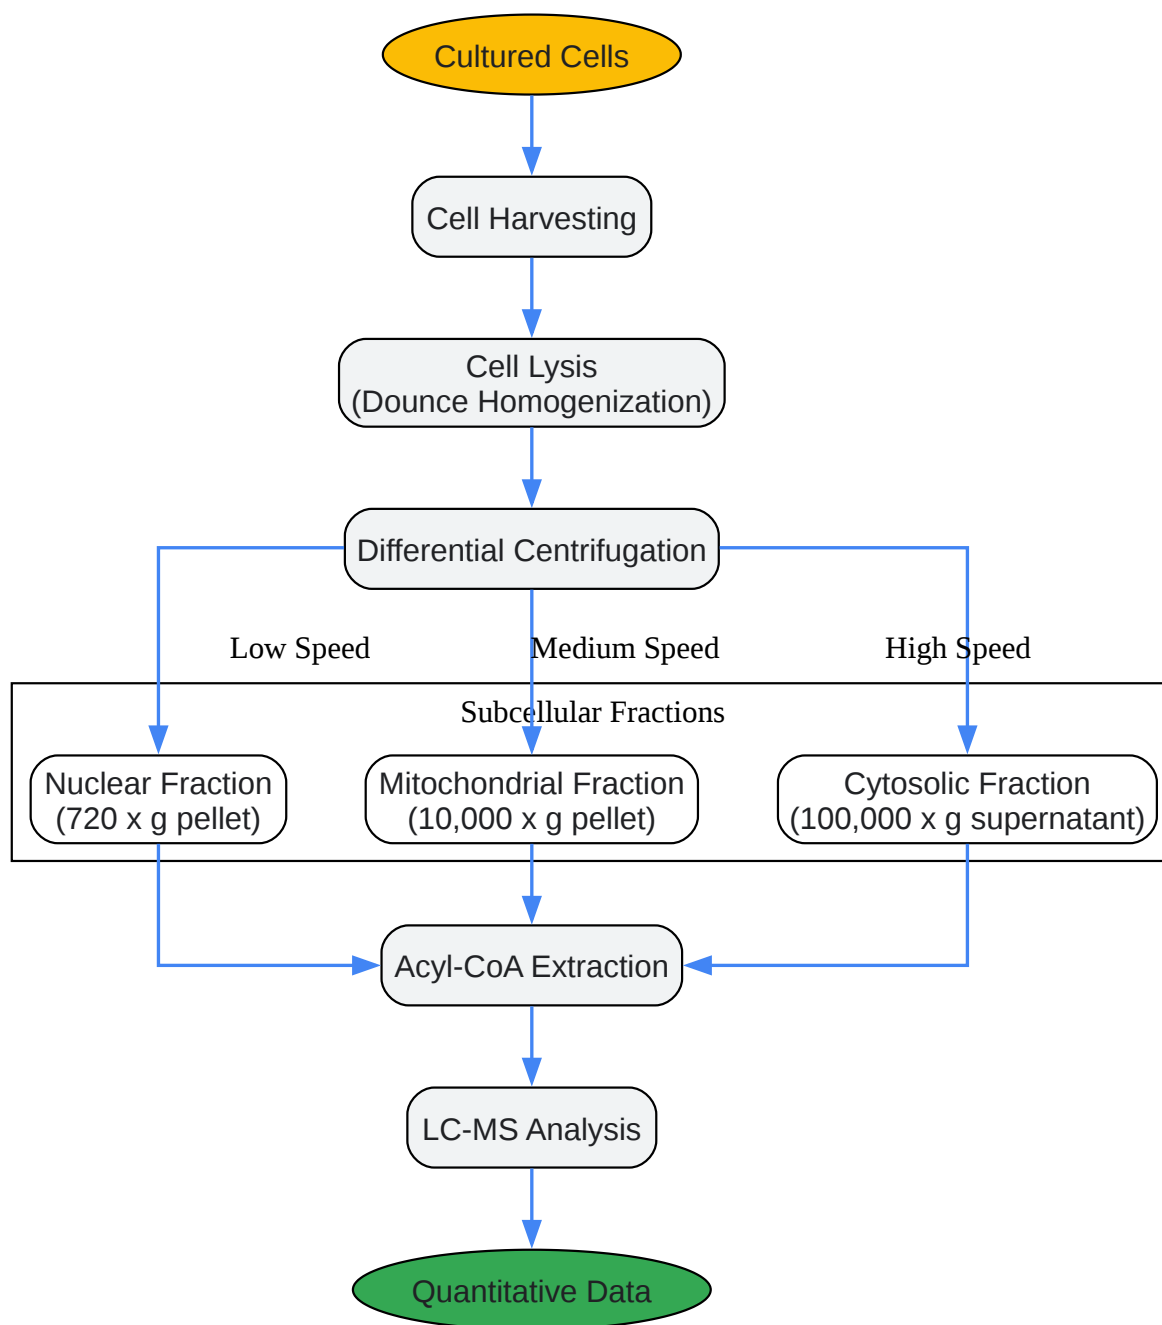 Cultured Cells
Cell Harvesting
Cell Lysis
(Dounce Homogenization)
Differential Centrifugation
Low Speed
Medium Speed
High Speed
Subcellular Fractions
Nuclear Fraction
(720 x g pellet)
Mitochondrial Fraction
(10,000 x g pellet)
Cytosolic Fraction
(100,000 x g supernatant)
Acyl-CoA Extraction
LC-MS Analysis
Quantitative Data